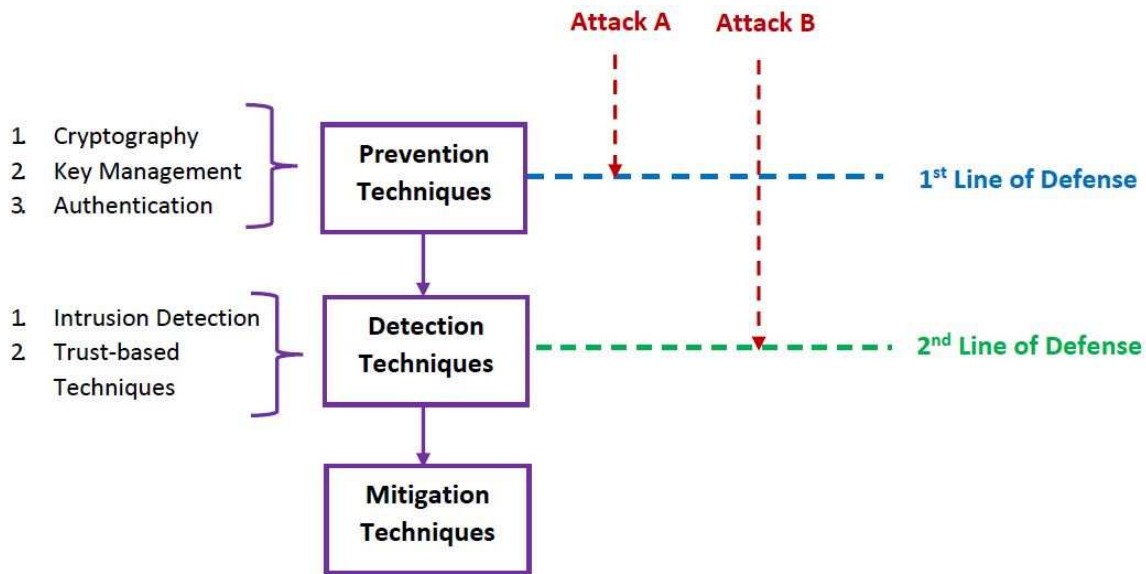 Attack A
Attack B
1. Cryptography
2. Key Management
3. Authentication
Prevention
Techniques
1st Line of Defense
1. Intrusion Detection
2. Trust-based
Techniques
Detection
Techniques
2nd Line of Defense
Mitigation
Techniques